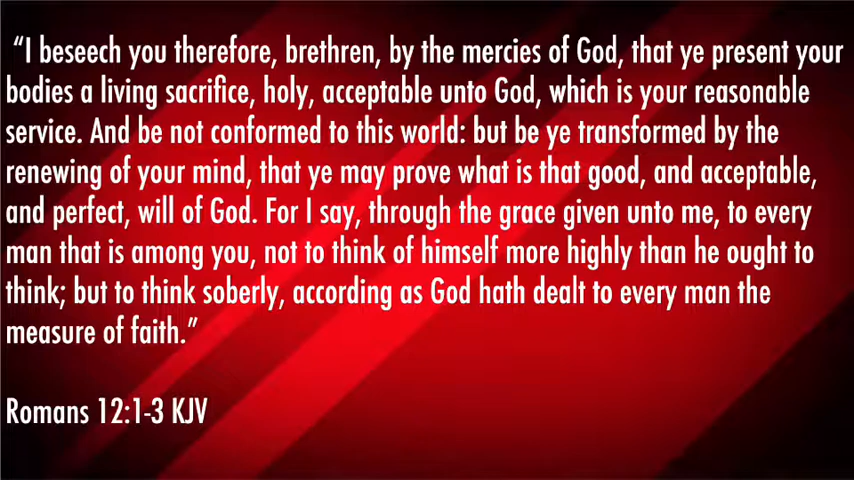 “I beseech you therefore, brethren, by the mercies of God, that ye present your
bodies a living sacrifice, holy, acceptable unto God, which is your reasonable
service. And be not conformed to this world: but be ye transformed by the
renewing of your mind, that ye may prove what is that good, and acceptable,
and perfect, will of God. For I say, through the grace given unto me, to every
man that is among you, not to think of himself more highly than he ought to
think; but to think soberly, according as God hath dealt to every man the
measure of faith.”
Romans 12:1-3 KJV